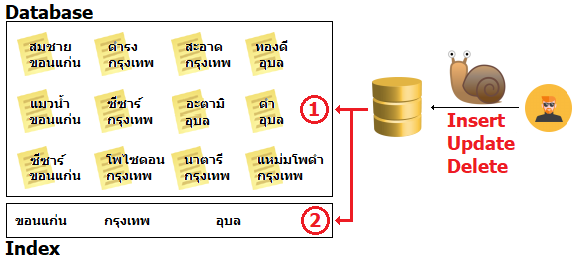 Database
สมชาย ดำรง สะอาด ทองดี
ขอนแก่น กรุงเทพ กรุงเทพ อุบล
แมวน้ำ ซีซาร์ อะตามิ ดำ
ขอนแก่น กรุงเทพ อุบล อุบล
1
Insert
Update
Delete
ซีซาร์ โพไซดอน นาตารี แหม่มโพดำ
ขอนแก่น กรุงเทพ กรุงเทพ กรุงเทพ
ขอนแก่น กรุงเทพ อุบล
2
Index